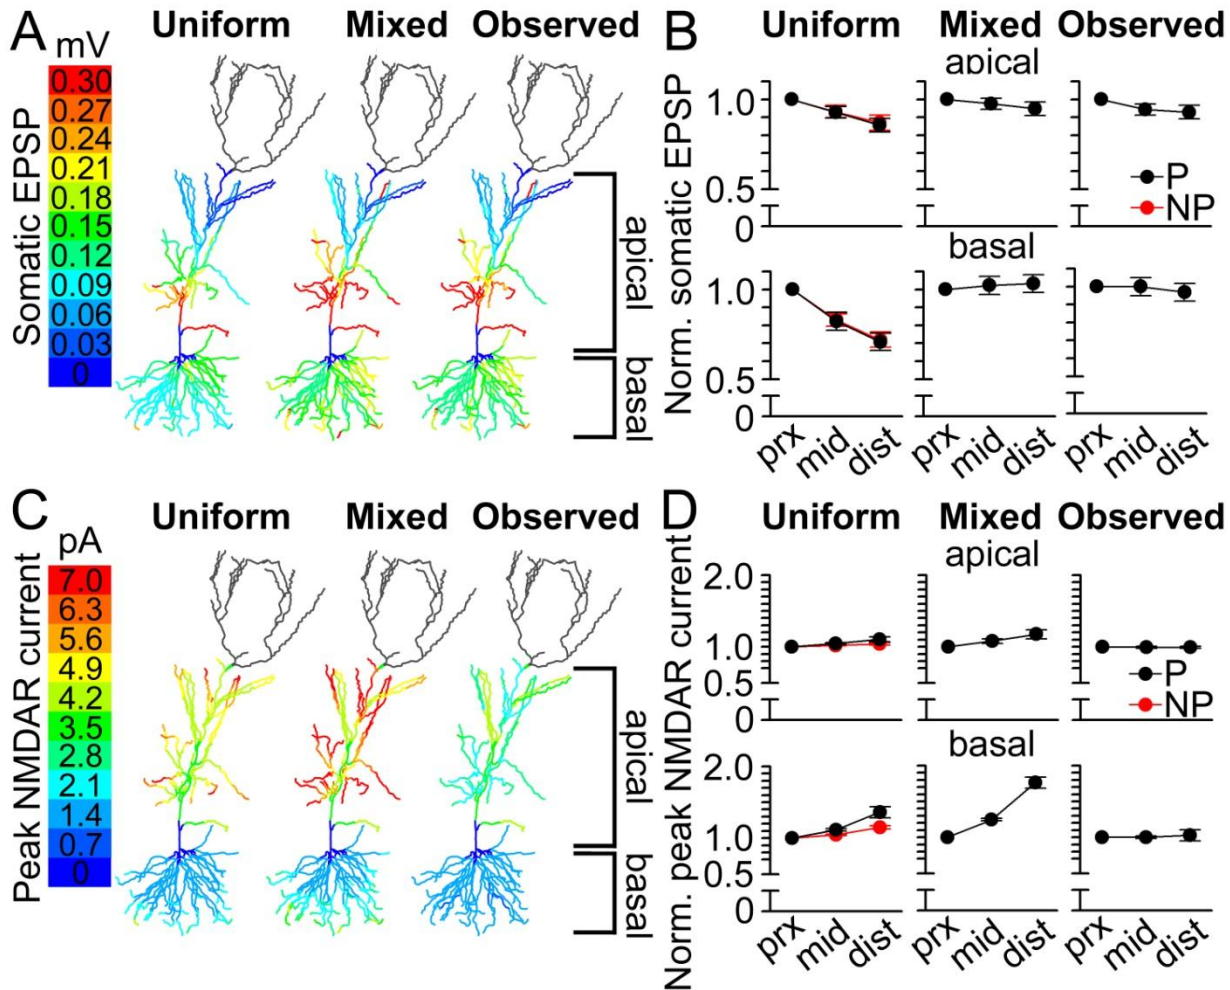 A
Uniform
Mixed
Observed
mV
0.30
0.27
0.24
0.21
0.18
0.15
0.12
0.09
0.06
0.03
0
Somatic EPSP
apical
basal
B
Uniform
Mixed
Observed
apical
1.0
0.5
0
P
NP
basal
1.0
0.5
0
Norm. somatic EPSP
prx
mid
dist
prx
mid
dist
prx
mid
dist
C
Uniform
Mixed
Observed
pA
7.0
6.3
5.6
4.9
4.2
3.5
2.8
2.1
1.4
0.7
0
Peak NMDAR current
apical
basal
D
Uniform
Mixed
Observed
apical
2.0
1.0
0.5
0
P
NP
basal
2.0
1.0
0.5
0
Norm. peak NMDAR current
prx
mid
dist
prx
mid
dist
prx
mid
dist